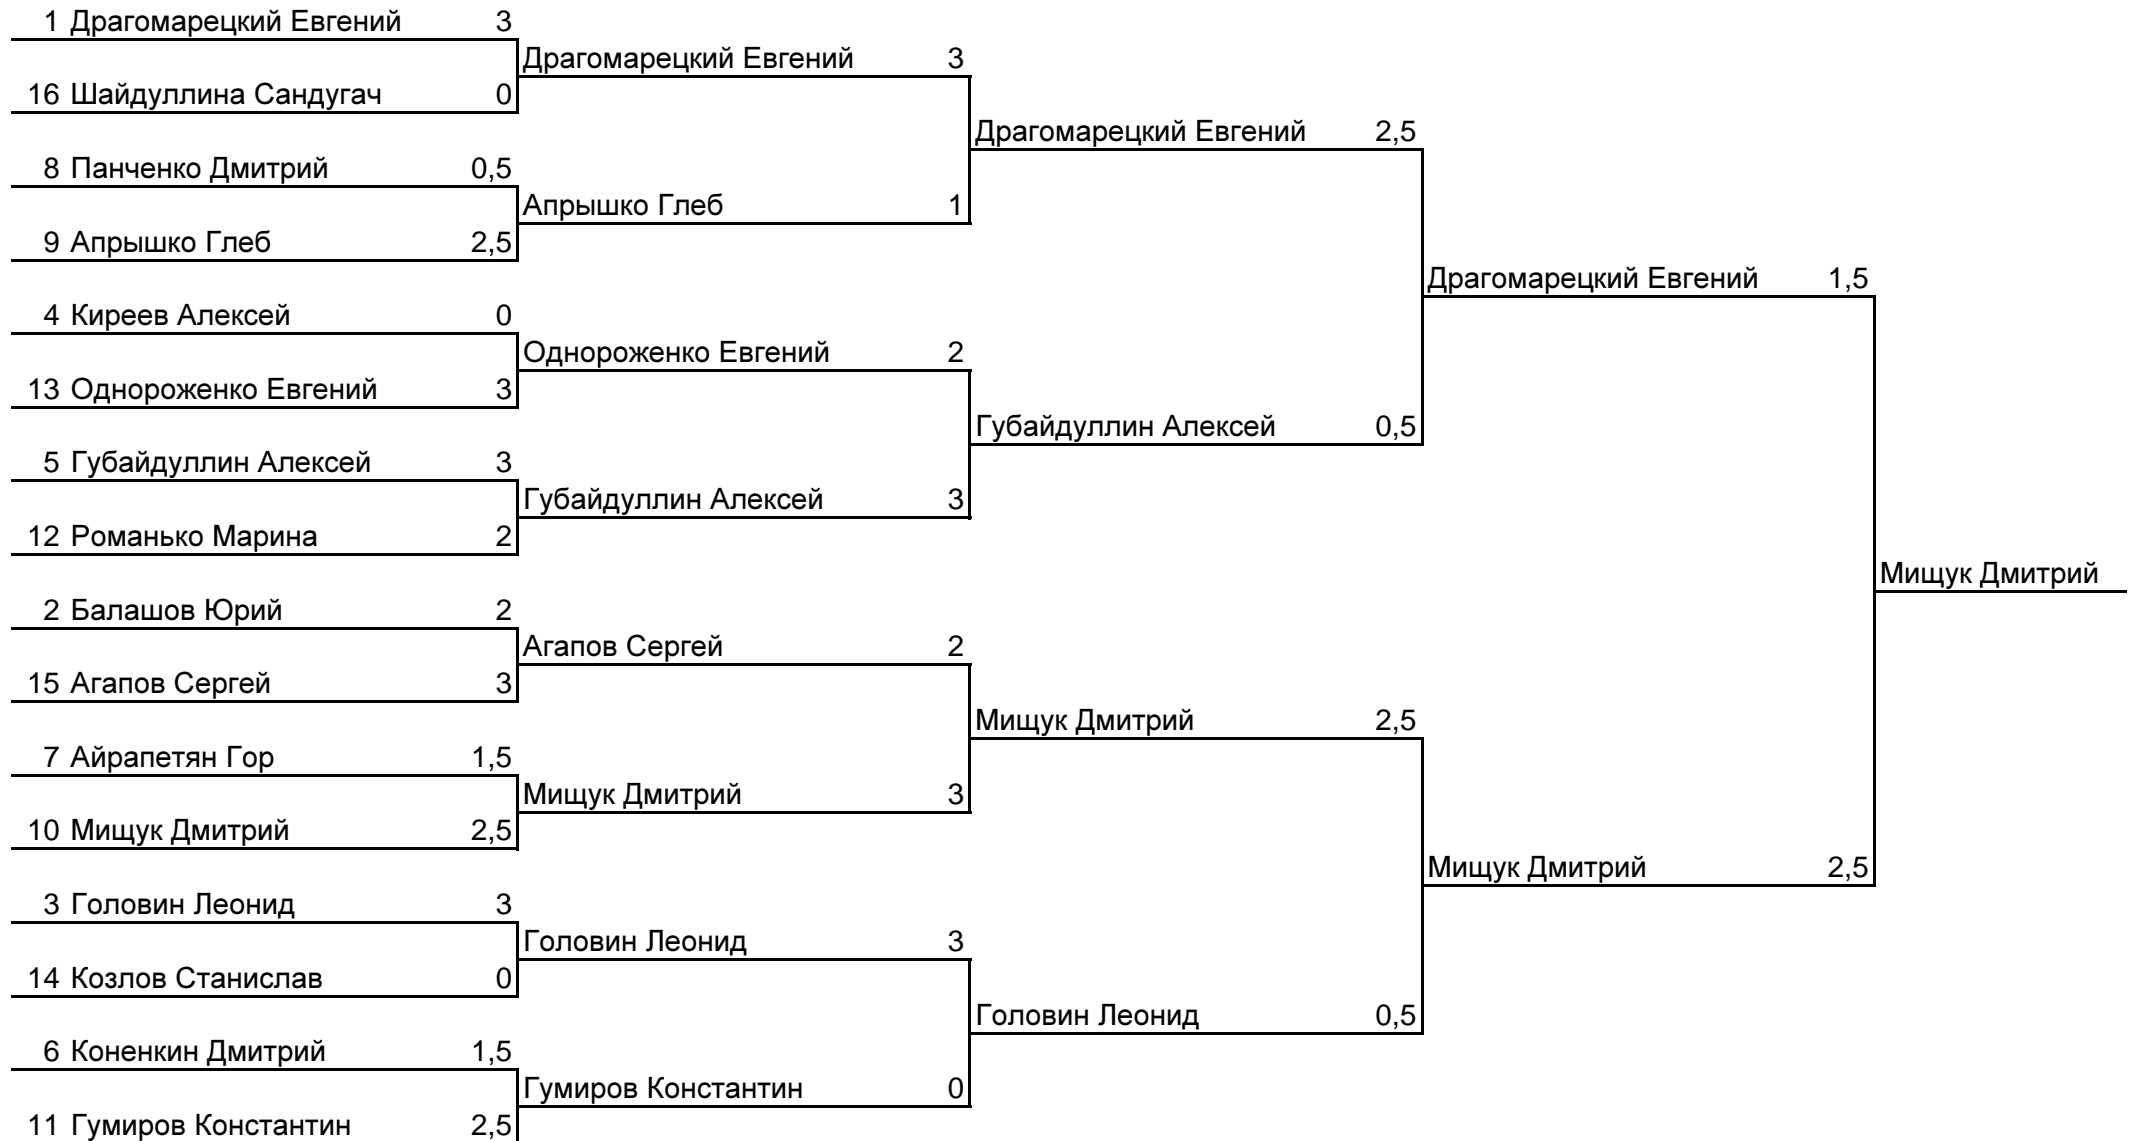 1 Драгомарецкий Евгений 3
Драгомарецкий Евгений 3
16 Шайдуллина Сандугач 0
Драгомарецкий Евгений 2,5
8 Панченко Дмитрий 0,5
Апрышко Глеб 1
9 Апрышко Глеб 2,5
Драгомарецкий Евгений 1,5
4 Киреев Алексей 0
Однороженко Евгений 2
13 Однороженко Евгений 3
Губайдуллин Алексей 0,5
5 Губайдуллин Алексей 3
Губайдуллин Алексей 3
12 Романько Марина 2
Мищук Дмитрий
2 Балашов Юрий 2
Агапов Сергей 2
15 Агапов Сергей 3
Мищук Дмитрий 2,5
7 Айрапетян Гор 1,5
Мищук Дмитрий 3
10 Мищук Дмитрий 2,5
Мищук Дмитрий 2,5
3 Головин Леонид 3
Головин Леонид 3
14 Козлов Станислав 0
Головин Леонид 0,5
6 Коненкин Дмитрий 1,5
Гумиров Константин 0
11 Гумиров Константин 2,5